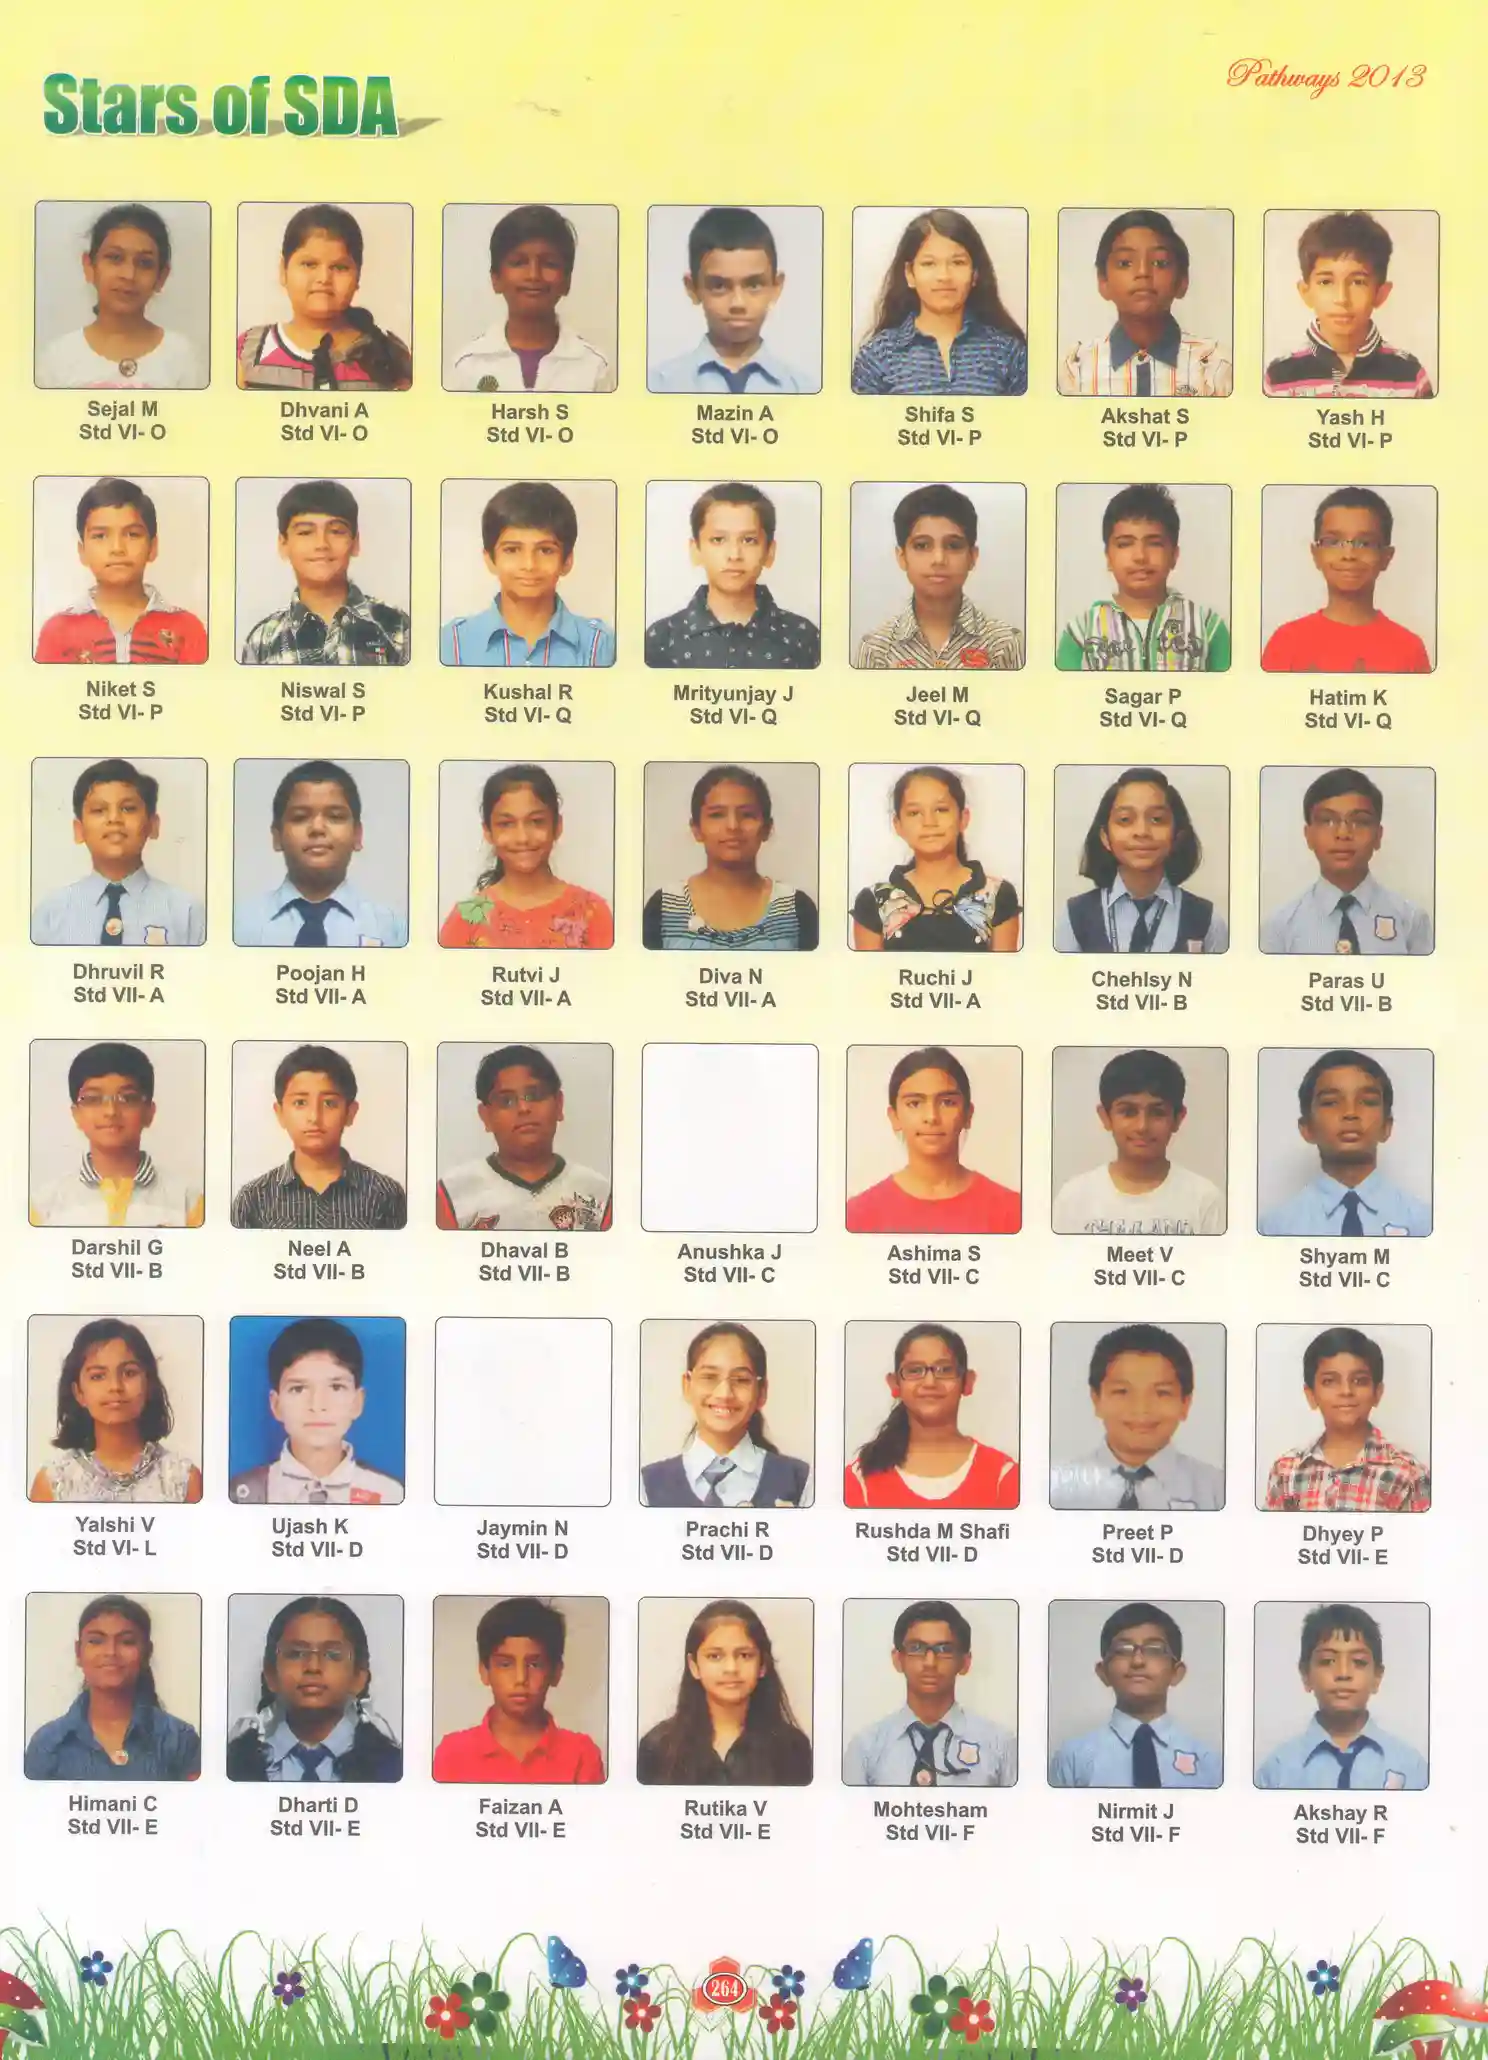 Stars of SDA
Pathways 2013
Sejal M
Std VI- O
Dhvani A
Std VI- O
Harsh S
Std VI- O
Mazin A
Std VI- O
Shifa S
Std VI- P
Akshat S
Std VI- P
Yash H
Std VI- P
Niket S
Std VI- P
Niswal S
Std VI- P
Kushal R
Std VI- Q
Mrityunjay J
Std VI- Q
Jeel M
Std VI- Q
Sagar P
Std VI- Q
Hatim K
Std VI- Q
Dhruvil R
Std VII- A
Poojan H
Std VII- A
Rutvi J
Std VII- A
Diva N
Std VII- A
Ruchi J
Std VII- A
Chehlsy N
Std VII- B
Paras U
Std VII- B
Darshil G
Std VII- B
Neel A
Std VII- B
Dhaval B
Std VII- B
Anushka J
Std VII- C
Ashima S
Std VII- C
Meet V
Std VII- C
Shyam M
Std VII- C
Yalshi V
Std VI- L
Ujash K
Std VII- D
Jaymin N
Std VII- D
Prachi R
Std VII- D
Rushda M Shafi
Std VII- D
Preet P
Std VII- D
Dhyey P
Std VII- E
Himani C
Std VII- E
Dharti D
Std VII- E
Faizan A
Std VII- E
Rutika V
Std VII- E
Mohtesham
Std VII- F
Nirmit J
Std VII- F
Akshay R
Std VII- F
264